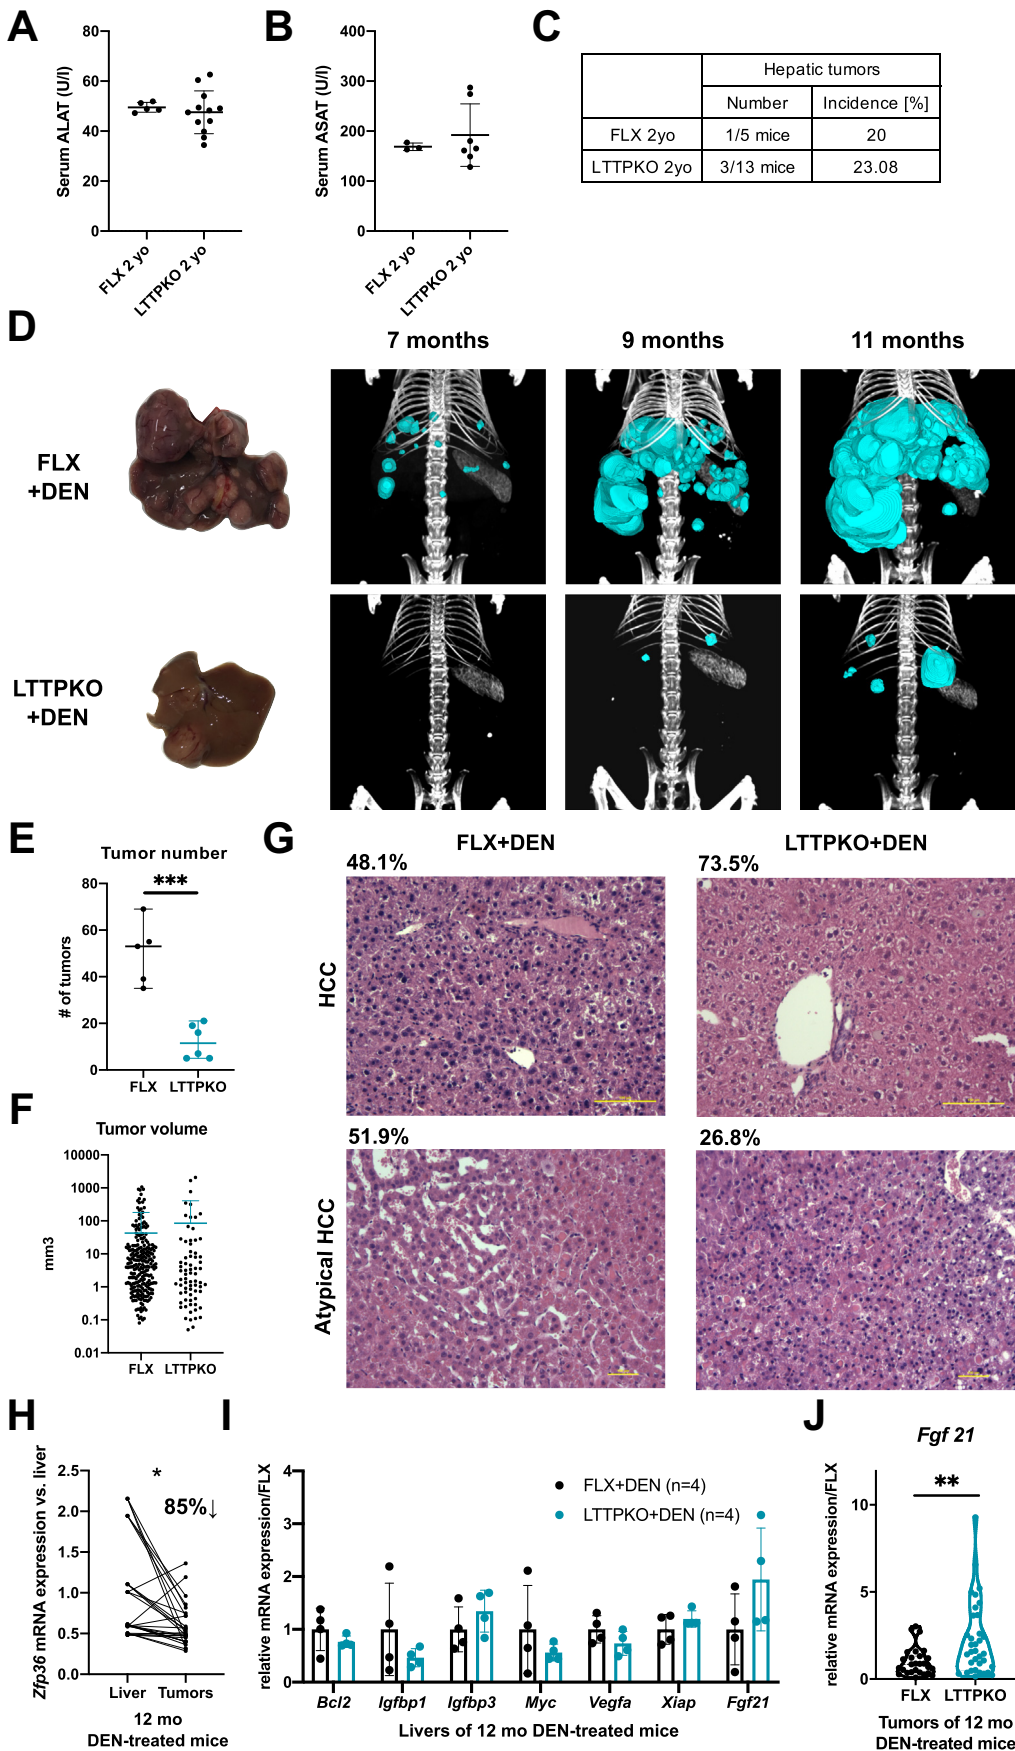 A
B
C
80
60
40
20
0
Serum ALAT (U/l)
FLX 2 yo
LTTPKO 2 yo
400
300
200
100
0
Serum ASAT (U/l)
FLX 2 yo
LTTPKO 2 yo
Hepatic tumors
Number
Incidence [%]
FLX 2yo
1/5 mice
20
LTTPKO 2yo
3/13 mice
23.08
D
7 months
9 months
11 months
FLX
+DEN
LTTPKO
+DEN
E
Tumor number
***
80
60
40
20
0
# of tumors
FLX
LTTPKO
F
Tumor volume
10000
1000
100
10
1
0.1
0.01
mm3
FLX
LTTPKO
G
FLX+DEN
LTTPKO+DEN
48.1%
73.5%
HCC
51.9%
26.8%
Atypical HCC
H
Zfp36 mRNA expression vs. liver
2.5
2.0
1.5
1.0
0.5
0.0
*
85%↓
Liver
Tumors
12 mo
DEN-treated mice
I
relative mRNA expression/FLX
4
3
2
1
0
FLX+DEN (n=4)
LTTPKO+DEN (n=4)
Bcl2
Igfbp1
Igfbp3
Myc
Vegfa
Xiap
Fgf21
Livers of 12 mo DEN-treated mice
J
Fgf 21
relative mRNA expression/FLX
**
10
5
0
FLX
LTTPKO
Tumors of 12 mo
DEN-treated mice